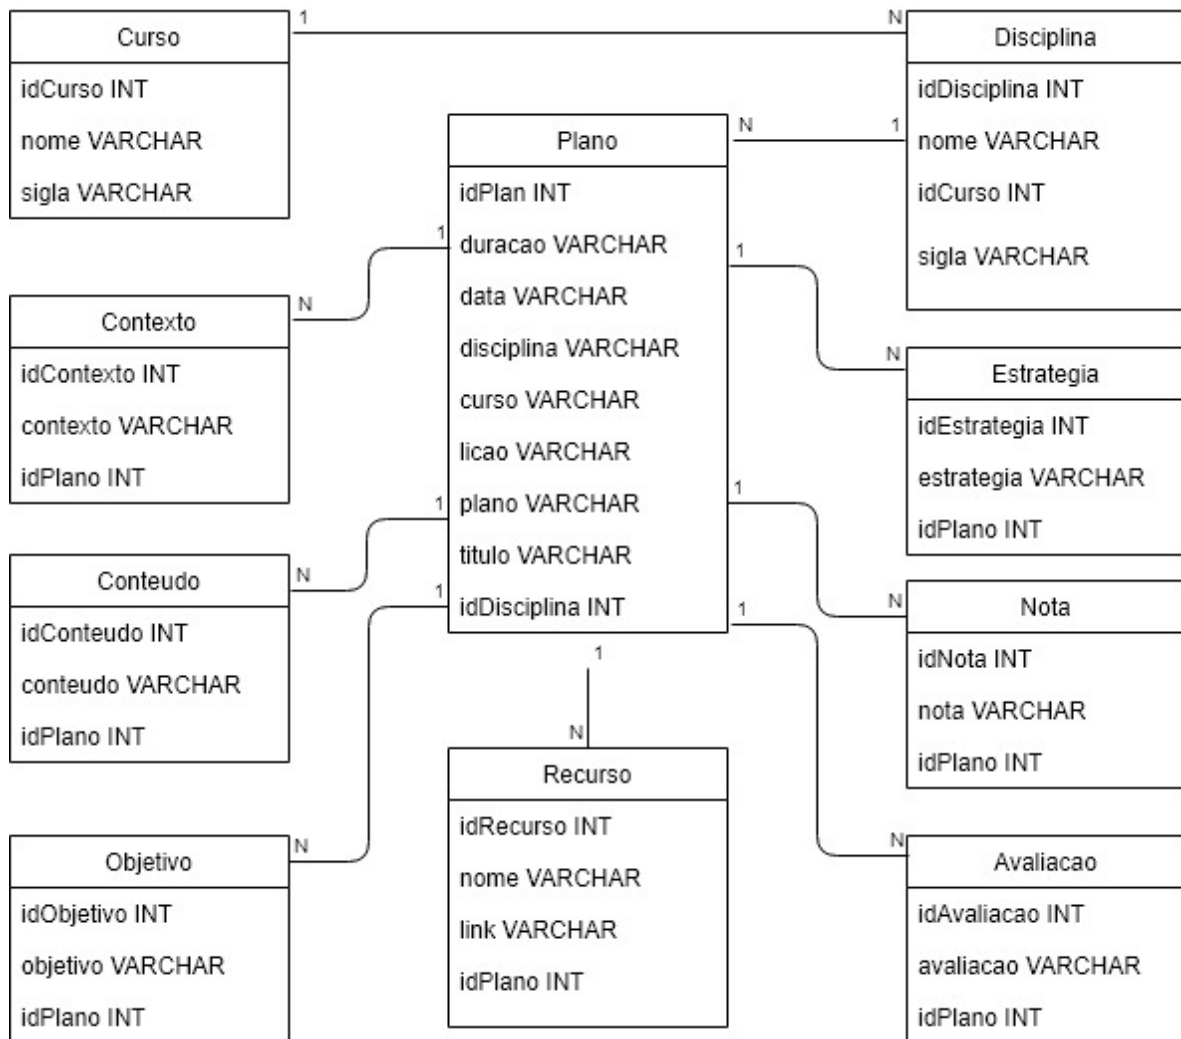 Curso
idCurso INT
nome VARCHAR
sigla VARCHAR
1
N
Disciplina
idDisciplina INT
nome VARCHAR
idCurso INT
sigla VARCHAR
N
1
Plano
idPlan INT
duracao VARCHAR
data VARCHAR
disciplina VARCHAR
curso VARCHAR
licao VARCHAR
plano VARCHAR
titulo VARCHAR
idDisciplina INT
1
N
Contexto
idContexto INT
contexto VARCHAR
idPlano INT
1
N
Estrategia
idEstrategia INT
estrategia VARCHAR
idPlano INT
1
N
Conteudo
idConteudo INT
conteudo VARCHAR
idPlano INT
1
N
Nota
idNota INT
nota VARCHAR
idPlano INT
1
N
Objetivo
idObjetivo INT
objetivo VARCHAR
idPlano INT
1
N
Recurso
idRecurso INT
nome VARCHAR
link VARCHAR
idPlano INT
1
N
Avaliacao
idAvaliacao INT
avaliacao VARCHAR
idPlano INT